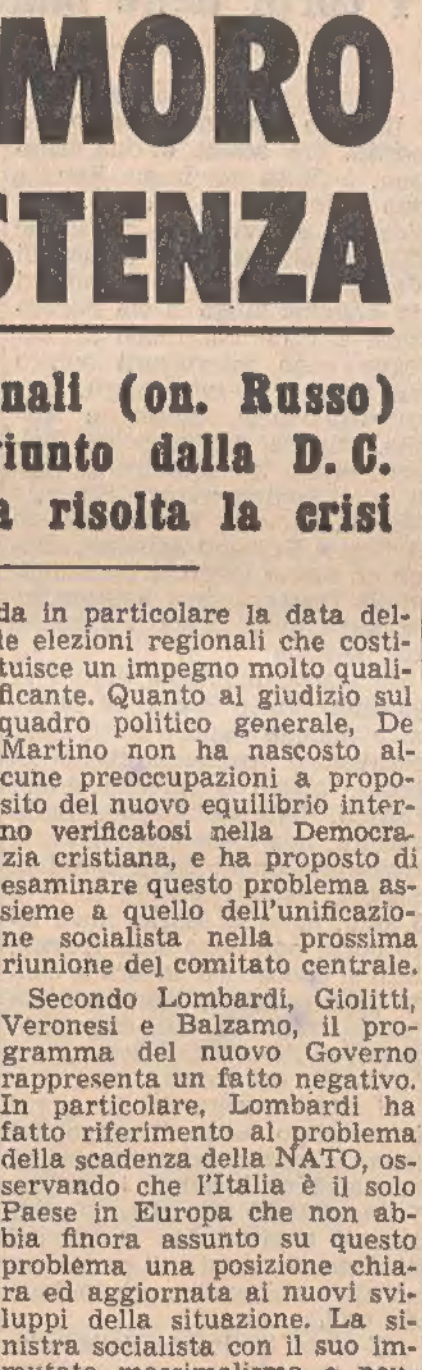 MORO
STENZA
nali (on. Russo)
iunto dalla D. C.
risolta la crisi
da in particolare la data del-
le elezioni regionali che costi-
tuisce un impegno molto quali-
ficante. Quanto al giudizio sul
quadro politico generale, De
Martino non ha nascosto al-
cune preoccupazioni a propo-
sito del nuovo equilibrio inter-
no verificatosi nella Democra-
zia cristiana, e ha proposto di
esaminare questo problema as-
sieme a quello dell'unificazio-
ne socialista nella prossima
riunione del comitato centrale.
Secondo Lombardi, Giolitti,
Veronesi e Balzamo, il pro-
gramma del nuovo Governo
rappresenta un fatto negativo.
In particolare, Lombardi ha
fatto riferimento al problema
della scadenza della NATO, os-
servando che l'Italia è il solo
Paese in Europa che non ab-
bia finora assunto su questo
problema una posizione chia-
ra ed aggiornata ai nuovi svi-
luppi della situazione. La si-
nistra socialista con il suo im-
mutato massimalismo